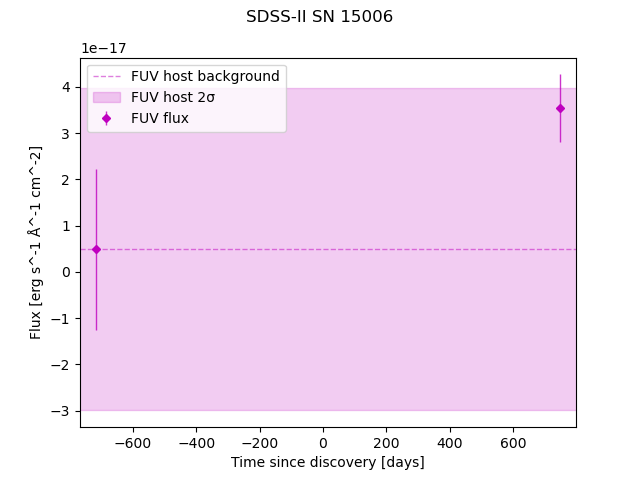 SDSS-II SN 15006
1e−17
FUV host background
FUV host 2σ
FUV flux
4
3
2
1
0
−1
−2
−3
Flux [erg s^-1 Å^-1 cm^-2]
−600 −400 −200 0 200 400 600
Time since discovery [days]